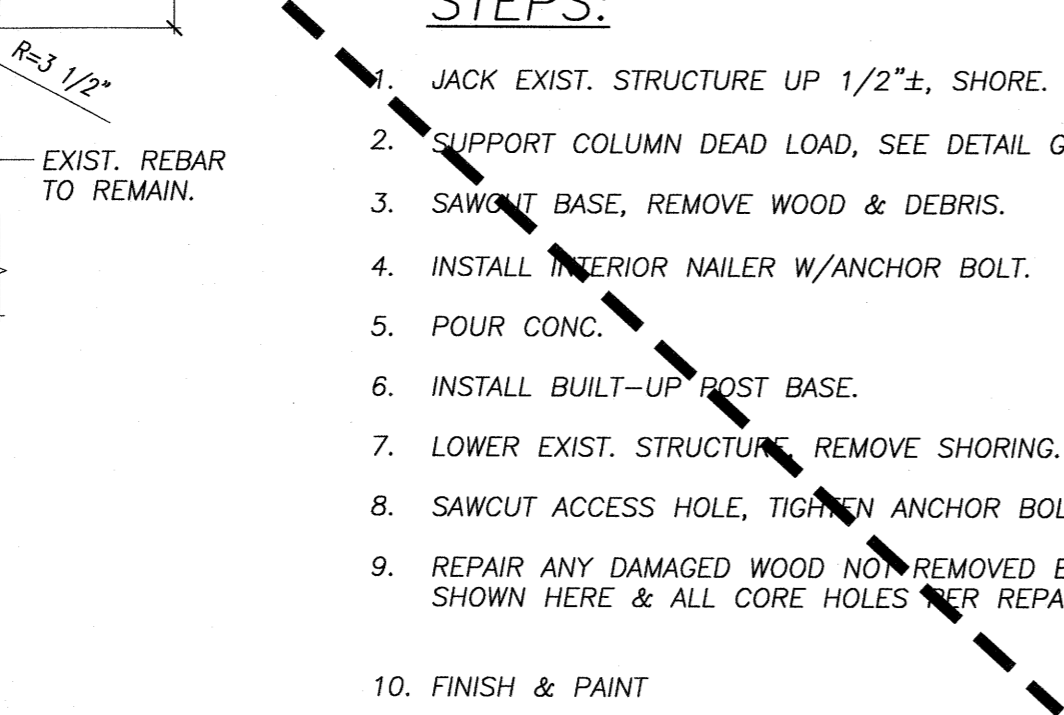 STEPS:
R=3 1/2"
EXIST. REBAR
TO REMAIN.
1. JACK EXIST. STRUCTURE UP 1/2"±, SHORE.
2. SUPPORT COLUMN DEAD LOAD, SEE DETAIL G
3. SAWCUT BASE, REMOVE WOOD & DEBRIS.
4. INSTALL INTERIOR NAILER W/ANCHOR BOLT.
5. POUR CONC.
6. INSTALL BUILT-UP POST BASE.
7. LOWER EXIST. STRUCTURE, REMOVE SHORING.
8. SAWCUT ACCESS HOLE, TIGHTEN ANCHOR BOL
9. REPAIR ANY DAMAGED WOOD NOT REMOVED
SHOWN HERE & ALL CORE HOLES PER REPA
10. FINISH & PAINT